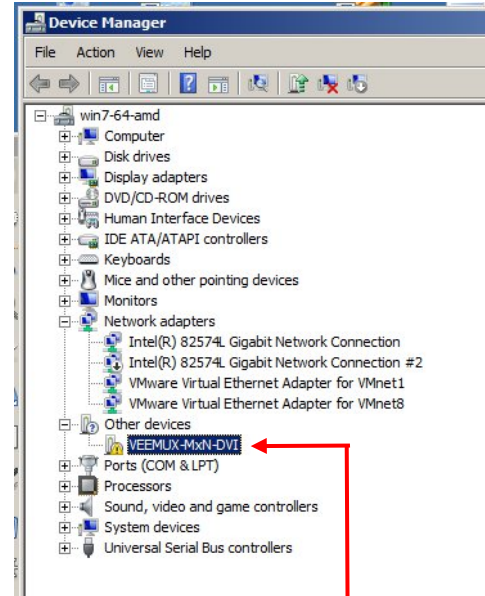 Device Manager
File Action View Help
win7-64-amd
Computer
Disk drives
Display adapters
DVD/CD-ROM drives
Human Interface Devices
IDE ATA/ATAPI controllers
Keyboards
Mice and other pointing devices
Monitors
Network adapters
Intel(R) 82574L Gigabit Network Connection
Intel(R) 82574L Gigabit Network Connection #2
VMware Virtual Ethernet Adapter for VMnet1
VMware Virtual Ethernet Adapter for VMnet8
Other devices
VEEMUX-MxN-DVI
Ports (COM & LPT)
Processors
Sound, video and game controllers
System devices
Universal Serial Bus controllers